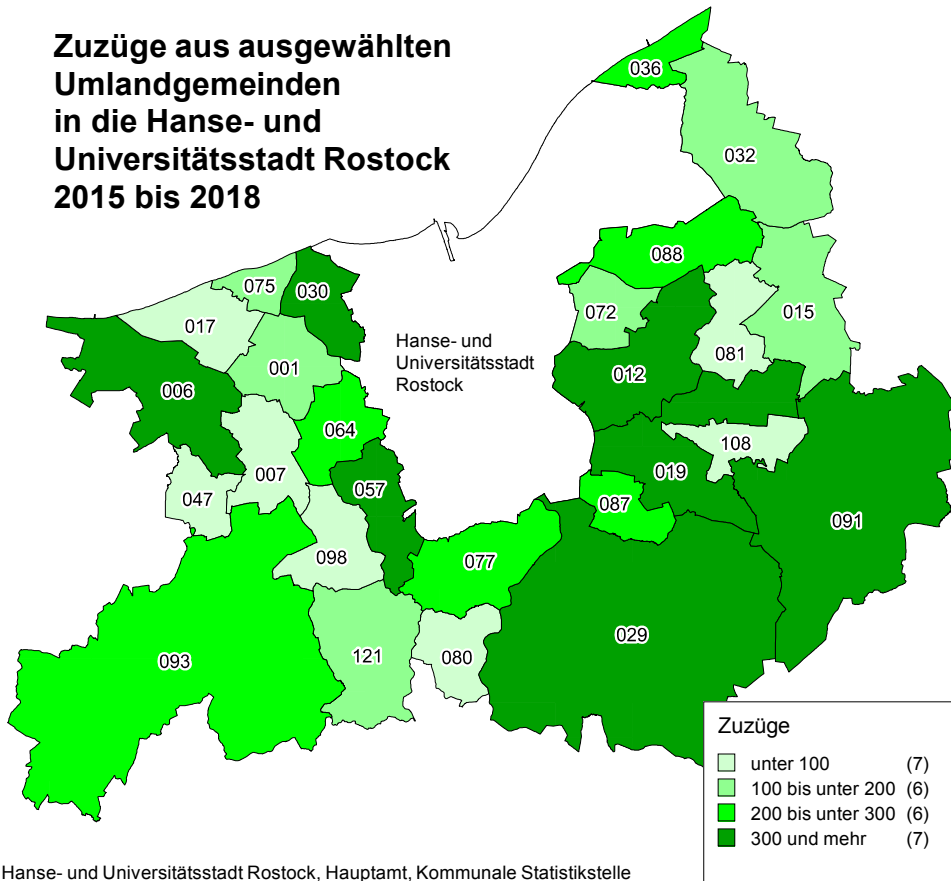 Zuzüge aus ausgewählten
Umlandgemeinden
in die Hanse- und
Universitätsstadt Rostock
2015 bis 2018
036
032
088
075
030
017
072
015
Hanse- und
Universitätsstadt
Rostock
081
001
012
006
064
108
007
019
057
047
087
091
098
077
029
093
121
080
Zuzüge
unter 100 (7)
100 bis unter 200 (6)
200 bis unter 300 (6)
300 und mehr (7)
Hanse- und Universitätsstadt Rostock, Hauptamt, Kommunale Statistikstelle